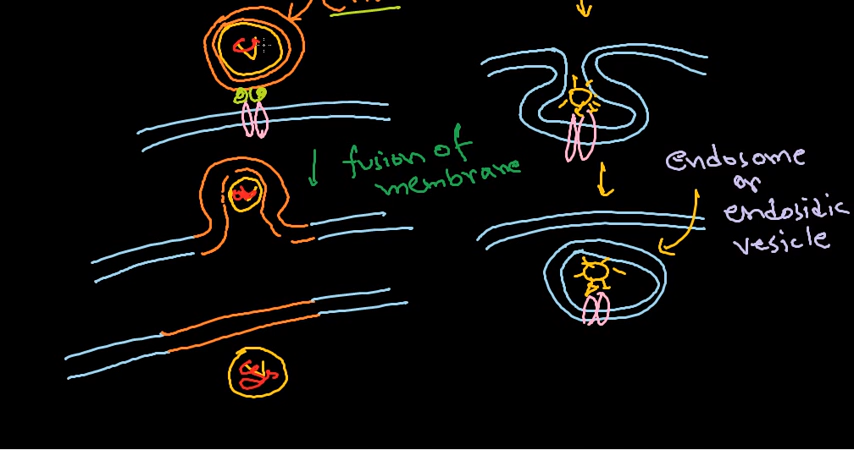 fusion of
membrane
endosome
or
endosidic
vesicle